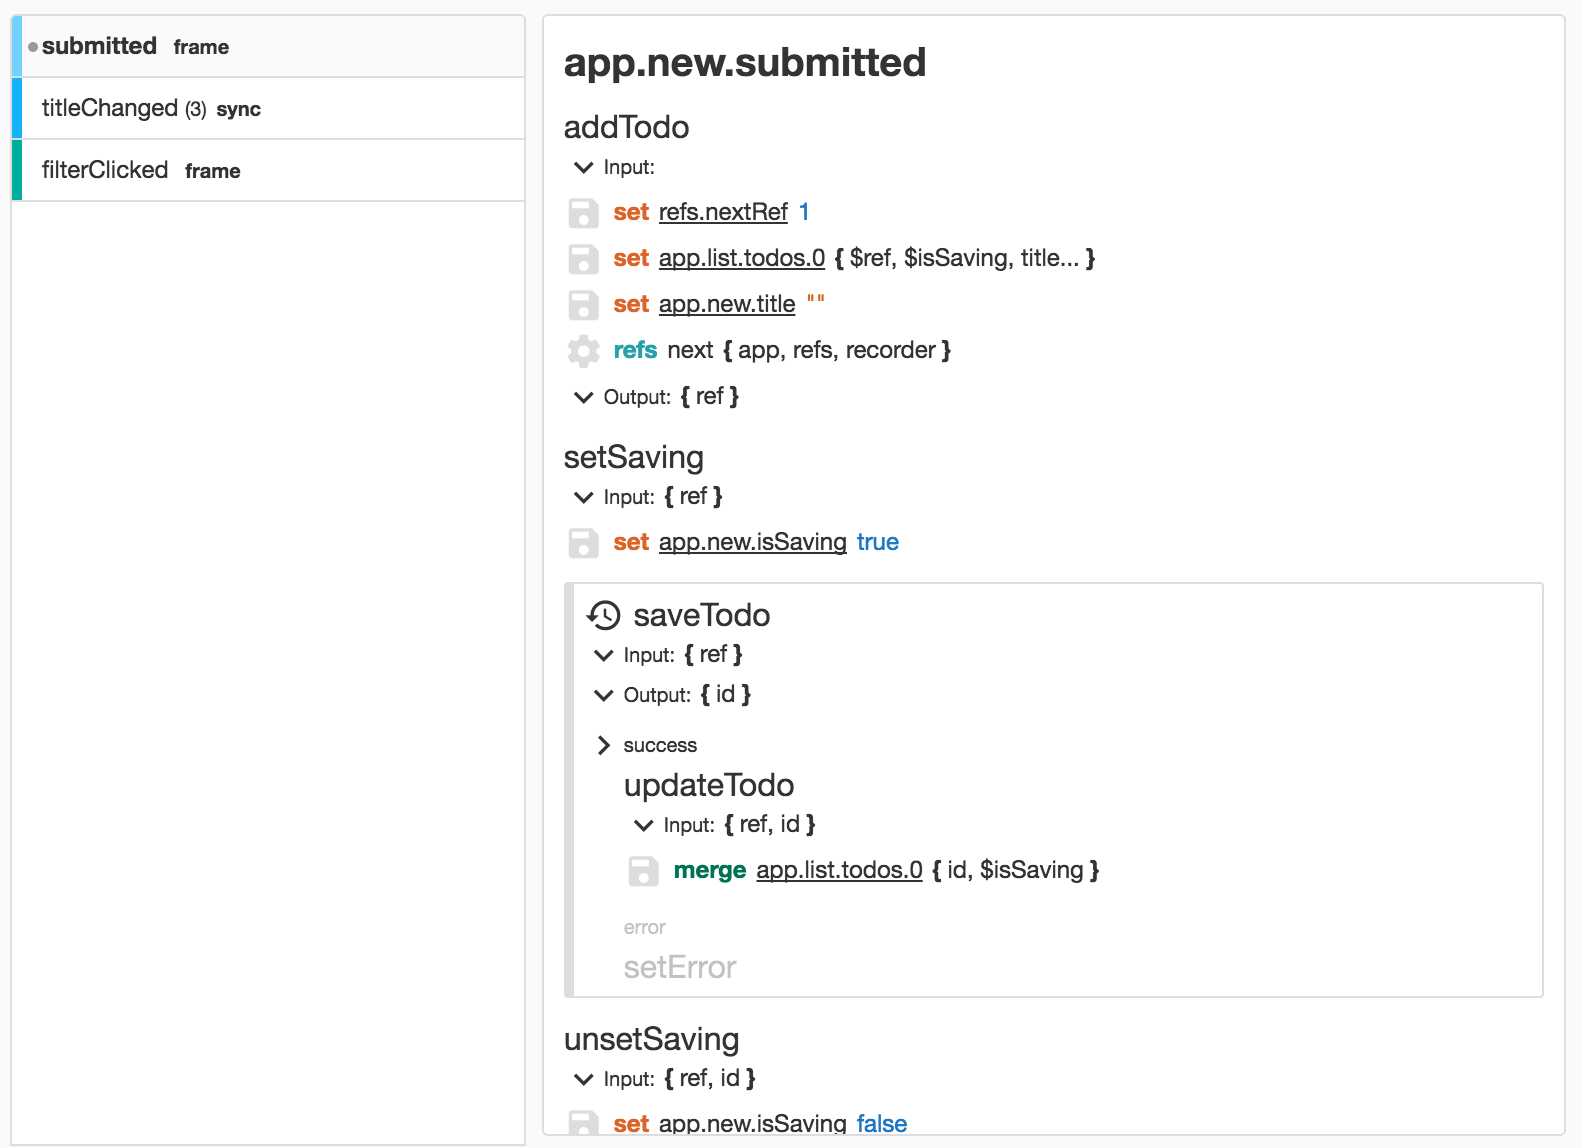 submitted frame
titleChanged (3) sync
filterClicked frame
app.new.submitted
addTodo
Input:
set refs.nextRef 1
set app.list.todos.0 { $ref, $isSaving, title... }
set app.new.title ""
refs next { app, refs, recorder }
Output: { ref }
setSaving
Input: { ref }
set app.new.isSaving true
saveTodo
Input: { ref }
Output: { id }
success
updateTodo
Input: { ref, id }
merge app.list.todos.0 { id, $isSaving }
error
setError
unsetSaving
Input: { ref, id }
set app.new.isSaving false